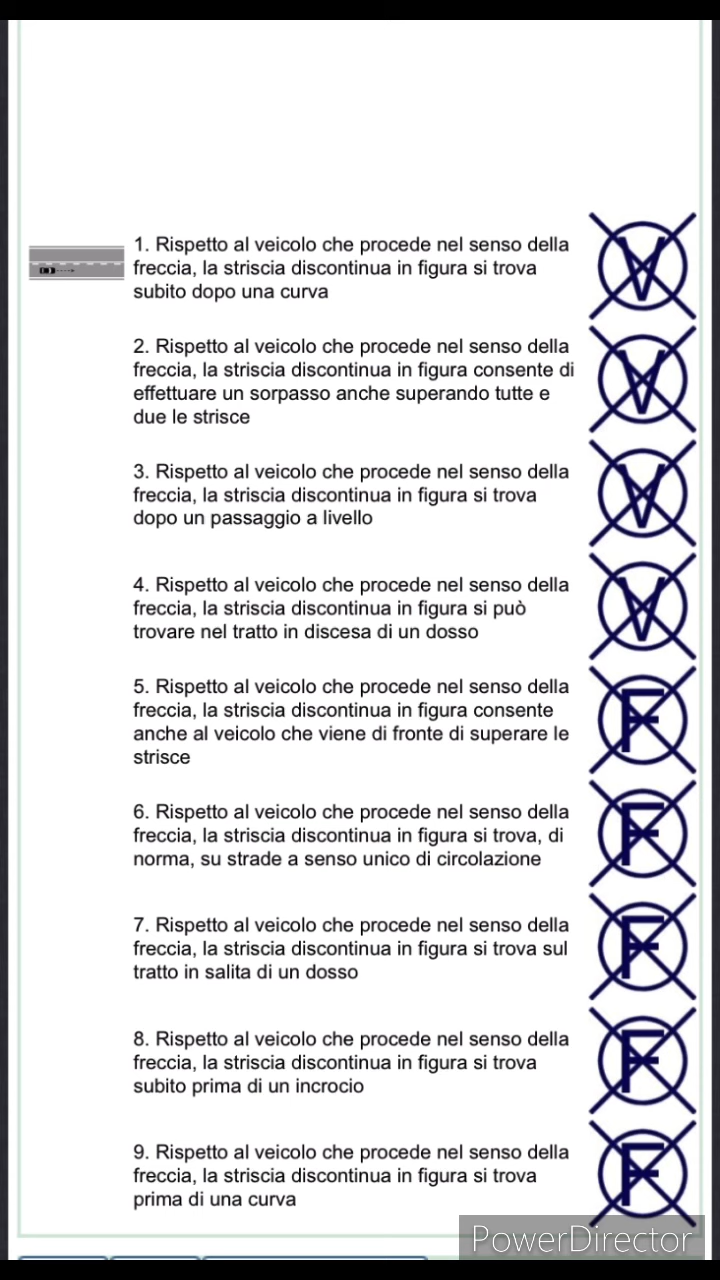 1. Rispetto al veicolo che procede nel senso della
freccia, la striscia discontinua in figura si trova
subito dopo una curva
V
2. Rispetto al veicolo che procede nel senso della
freccia, la striscia discontinua in figura consente di
effettuare un sorpasso anche superando tutte e
due le strisce
V
3. Rispetto al veicolo che procede nel senso della
freccia, la striscia discontinua in figura si trova
dopo un passaggio a livello
V
4. Rispetto al veicolo che procede nel senso della
freccia, la striscia discontinua in figura si può
trovare nel tratto in discesa di un dosso
V
5. Rispetto al veicolo che procede nel senso della
freccia, la striscia discontinua in figura consente
anche al veicolo che viene di fronte di superare le
strisce
F
6. Rispetto al veicolo che procede nel senso della
freccia, la striscia discontinua in figura si trova, di
norma, su strade a senso unico di circolazione
F
7. Rispetto al veicolo che procede nel senso della
freccia, la striscia discontinua in figura si trova sul
tratto in salita di un dosso
F
8. Rispetto al veicolo che procede nel senso della
freccia, la striscia discontinua in figura si trova
subito prima di un incrocio
F
9. Rispetto al veicolo che procede nel senso della
freccia, la striscia discontinua in figura si trova
prima di una curva
F
PowerDirector